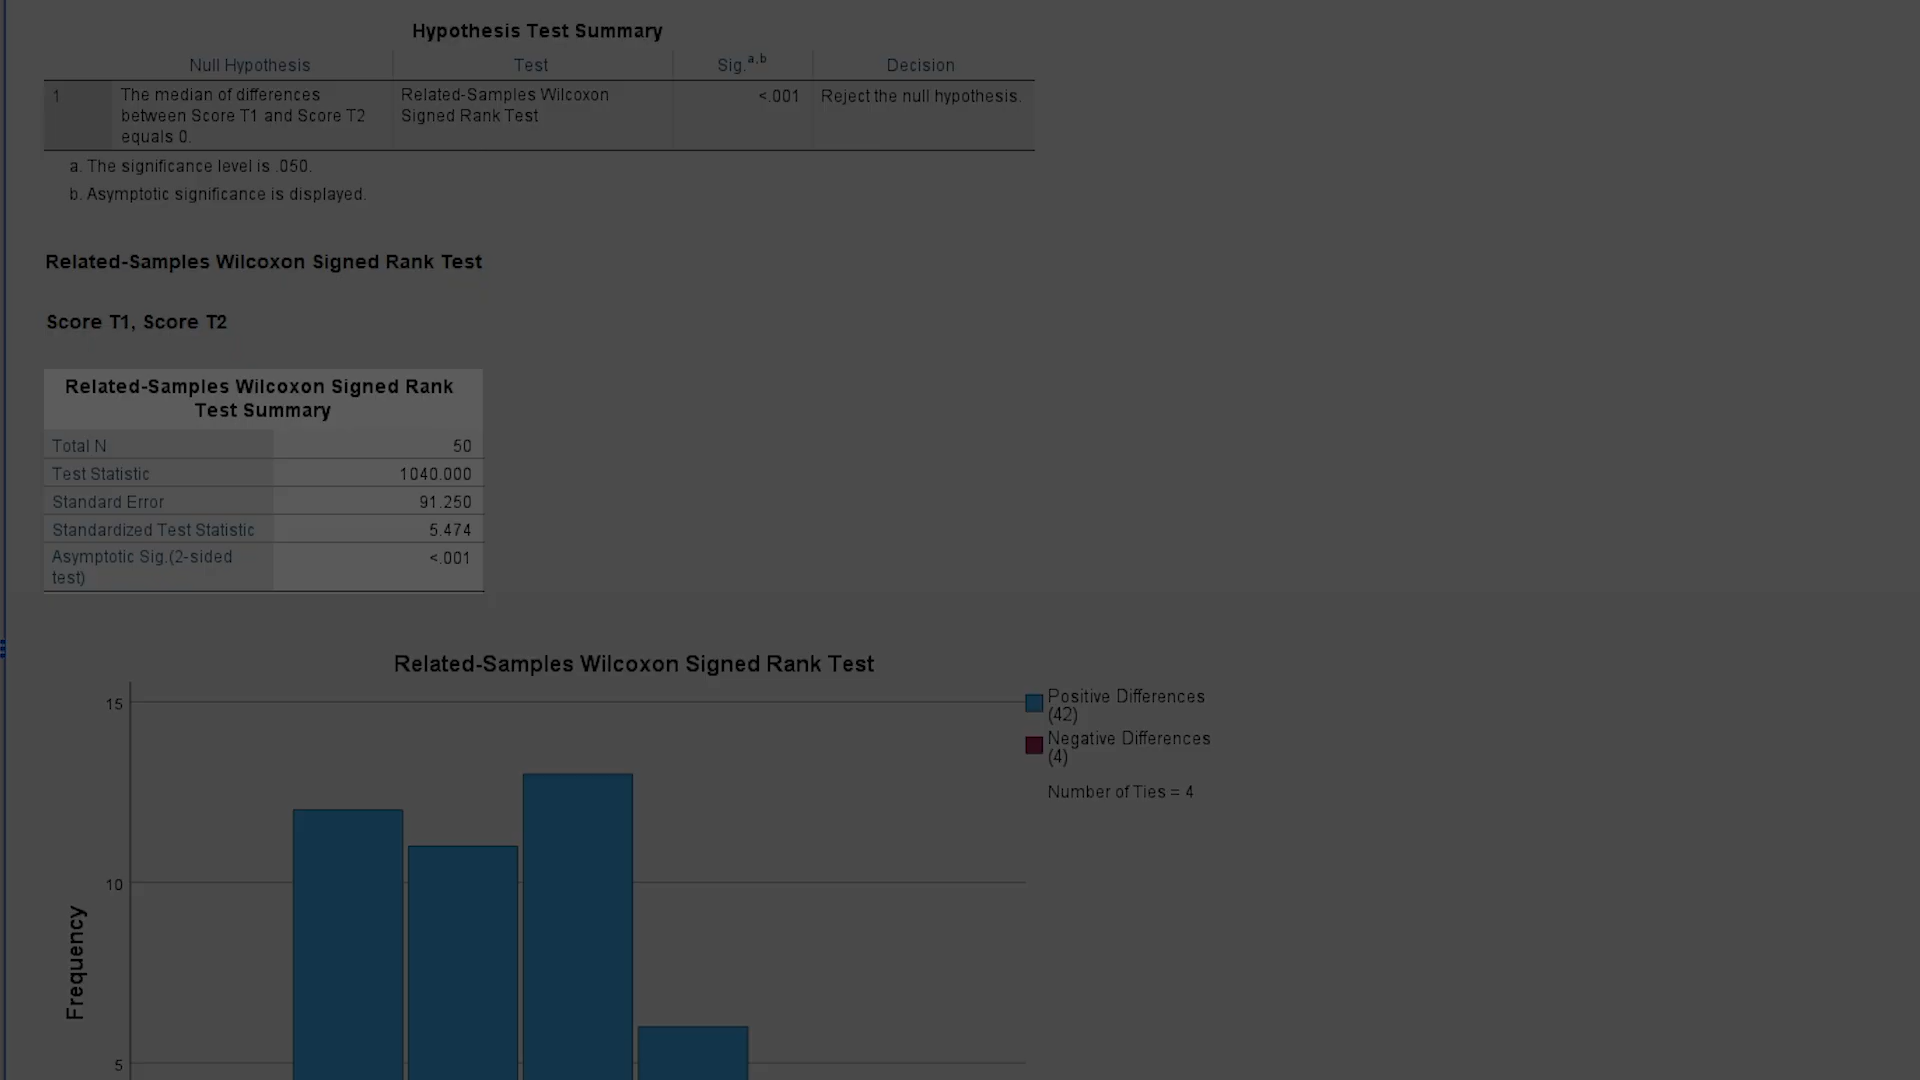 Hypothesis Test Summary
Null Hypothesis Test Sig.a,b Decision
1 The median of differences between Score T1 and Score T2 equals 0. Related-Samples Wilcoxon Signed Rank Test <.001 Reject the null hypothesis.
a. The significance level is .050.
b. Asymptotic significance is displayed.
Related-Samples Wilcoxon Signed Rank Test
Score T1, Score T2
Related-Samples Wilcoxon Signed Rank
Test Summary
Total N 50
Test Statistic 1040.000
Standard Error 91.250
Standardized Test Statistic 5.474
Asymptotic Sig.(2-sided test) <.001
Related-Samples Wilcoxon Signed Rank Test
15
10
5
Frequency
Positive Differences
(42)
Negative Differences
(4)
Number of Ties = 4